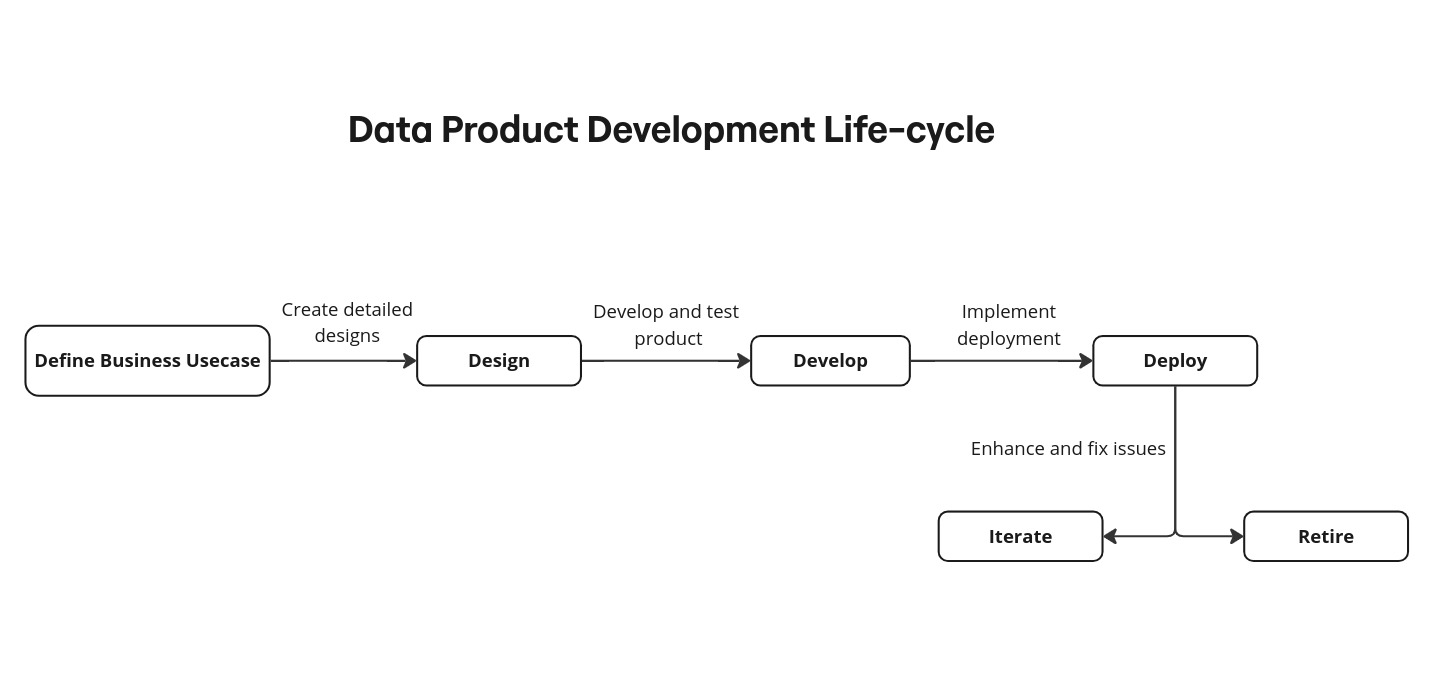 Data Product Development Life-cycle
Create detailed
designs
Develop and test
product
Implement
deployment
Define Business Usecase
Design
Develop
Deploy
Enhance and fix issues
Iterate
Retire